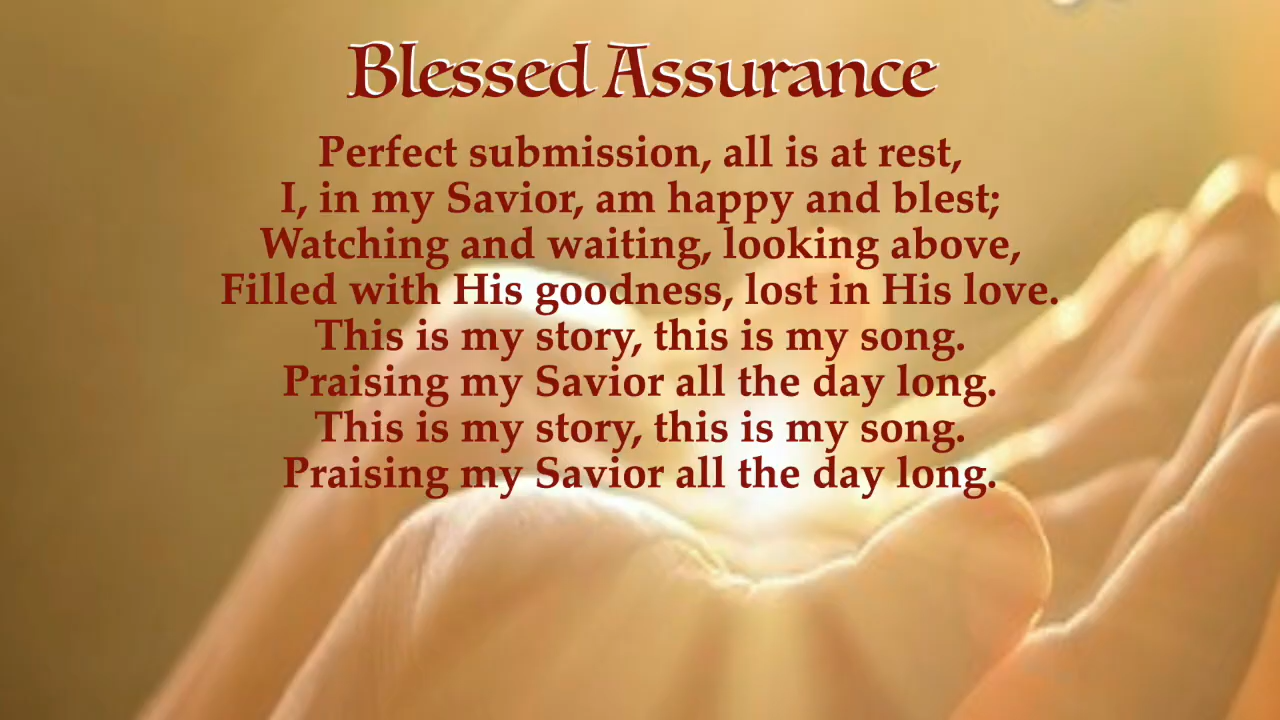 Blessed Assurance
Perfect submission, all is at rest,
I, in my Savior, am happy and blest;
Watching and waiting, looking above,
Filled with His goodness, lost in His love.
This is my story, this is my song.
Praising my Savior all the day long.
This is my story, this is my song.
Praising my Savior all the day long.